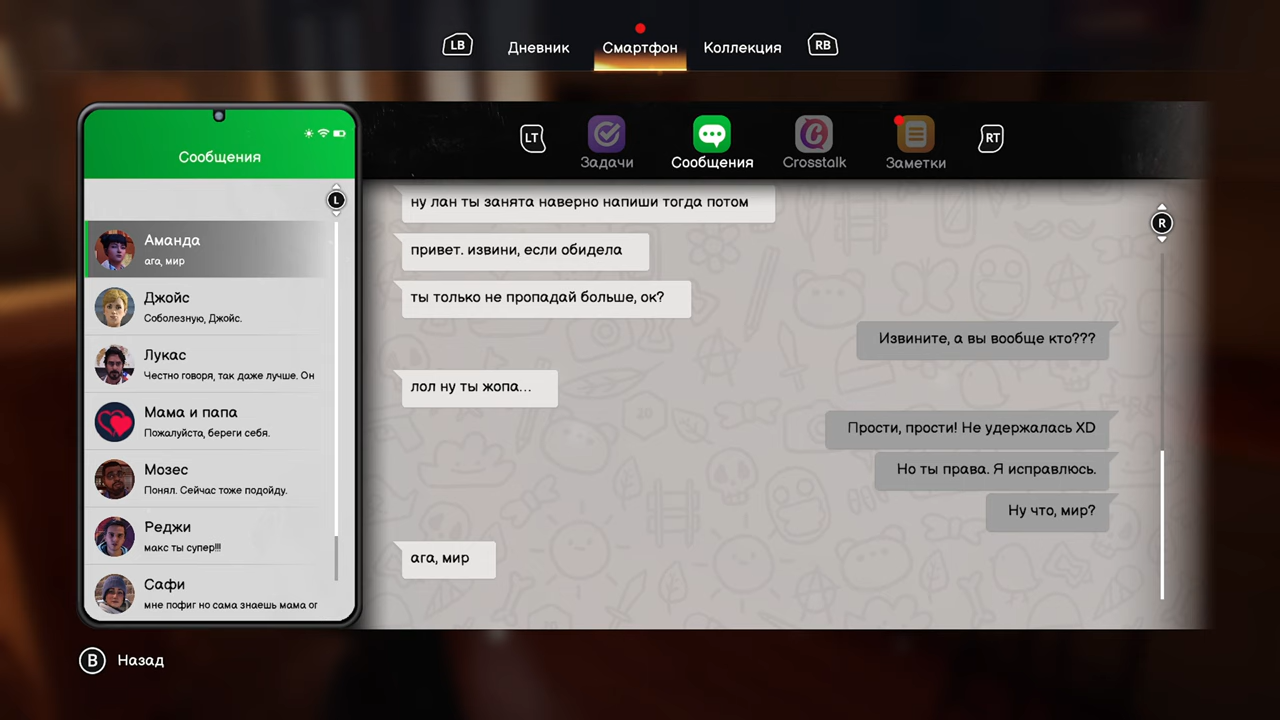 LB
Дневник
Смартфон
Коллекция
RB
Сообщения
LT
Задачи
Сообщения
Crosstalk
Заметки
RT
L
Аманда
ага, мир
Джойс
Соболезную, Джойс.
Лукас
Честно говоря, так даже лучше. Он
Мама и папа
Пожалуйста, береги себя.
Мозес
Понял. Сейчас тоже подойду.
Реджи
макс ты супер!!!
Сафи
мне пофиг но сама знаешь мама ог
ну лан ты занята наверно напиши тогда потом
привет. извини, если обидела
ты только не пропадай больше, ок?
Извините, а вы вообще кто???
лол ну ты жопа...
Прости, прости! Не удержалась XD
Но ты права. Я исправлюсь.
Ну что, мир?
ага, мир
R
B
Назад